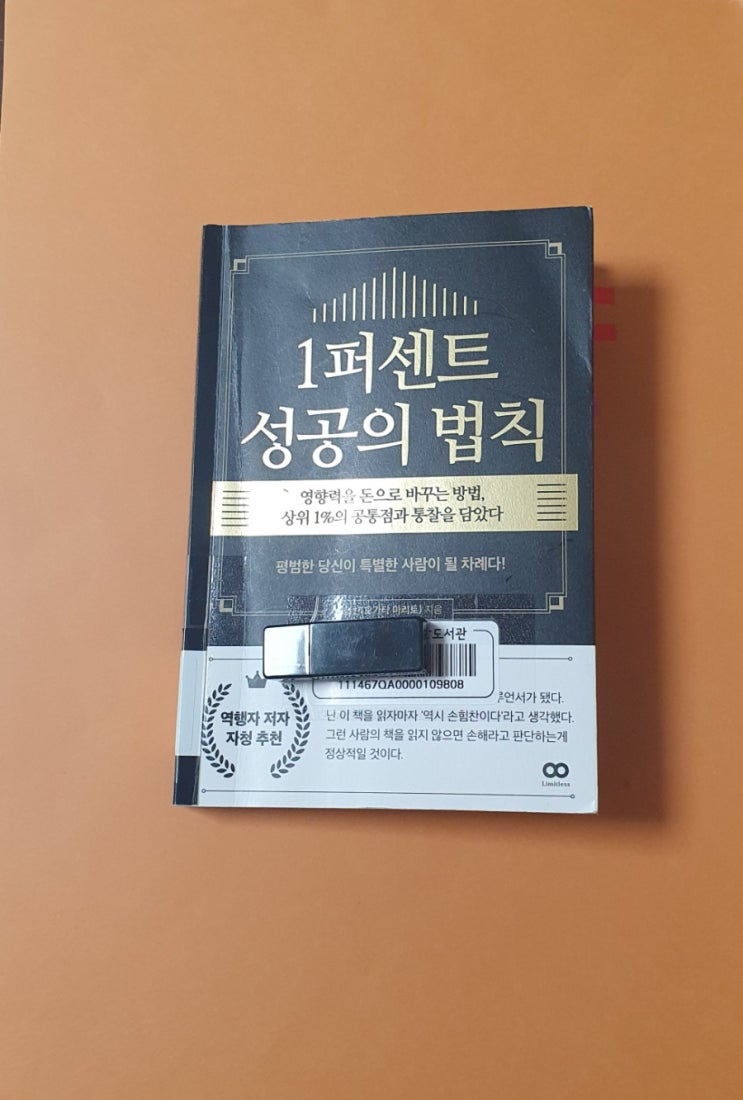 1퍼센트
성공의 법칙
영향력을 돈으로 바꾸는 방법,
상위 1%의 공통점과 통찰을 담았다
평범한 당신이 특별한 사람이 될 차례다!
마리토) 지음
도서관
111467QA0000109808
역행자 저자
자청 추천
루언서가 됐다.
난 이 책을 읽자마자 ‘역시 손힘찬이다’라고 생각했다.
그런 사람의 책을 읽지 않으면 손해라고 판단하는게
정상적일 것이다.
Limitless